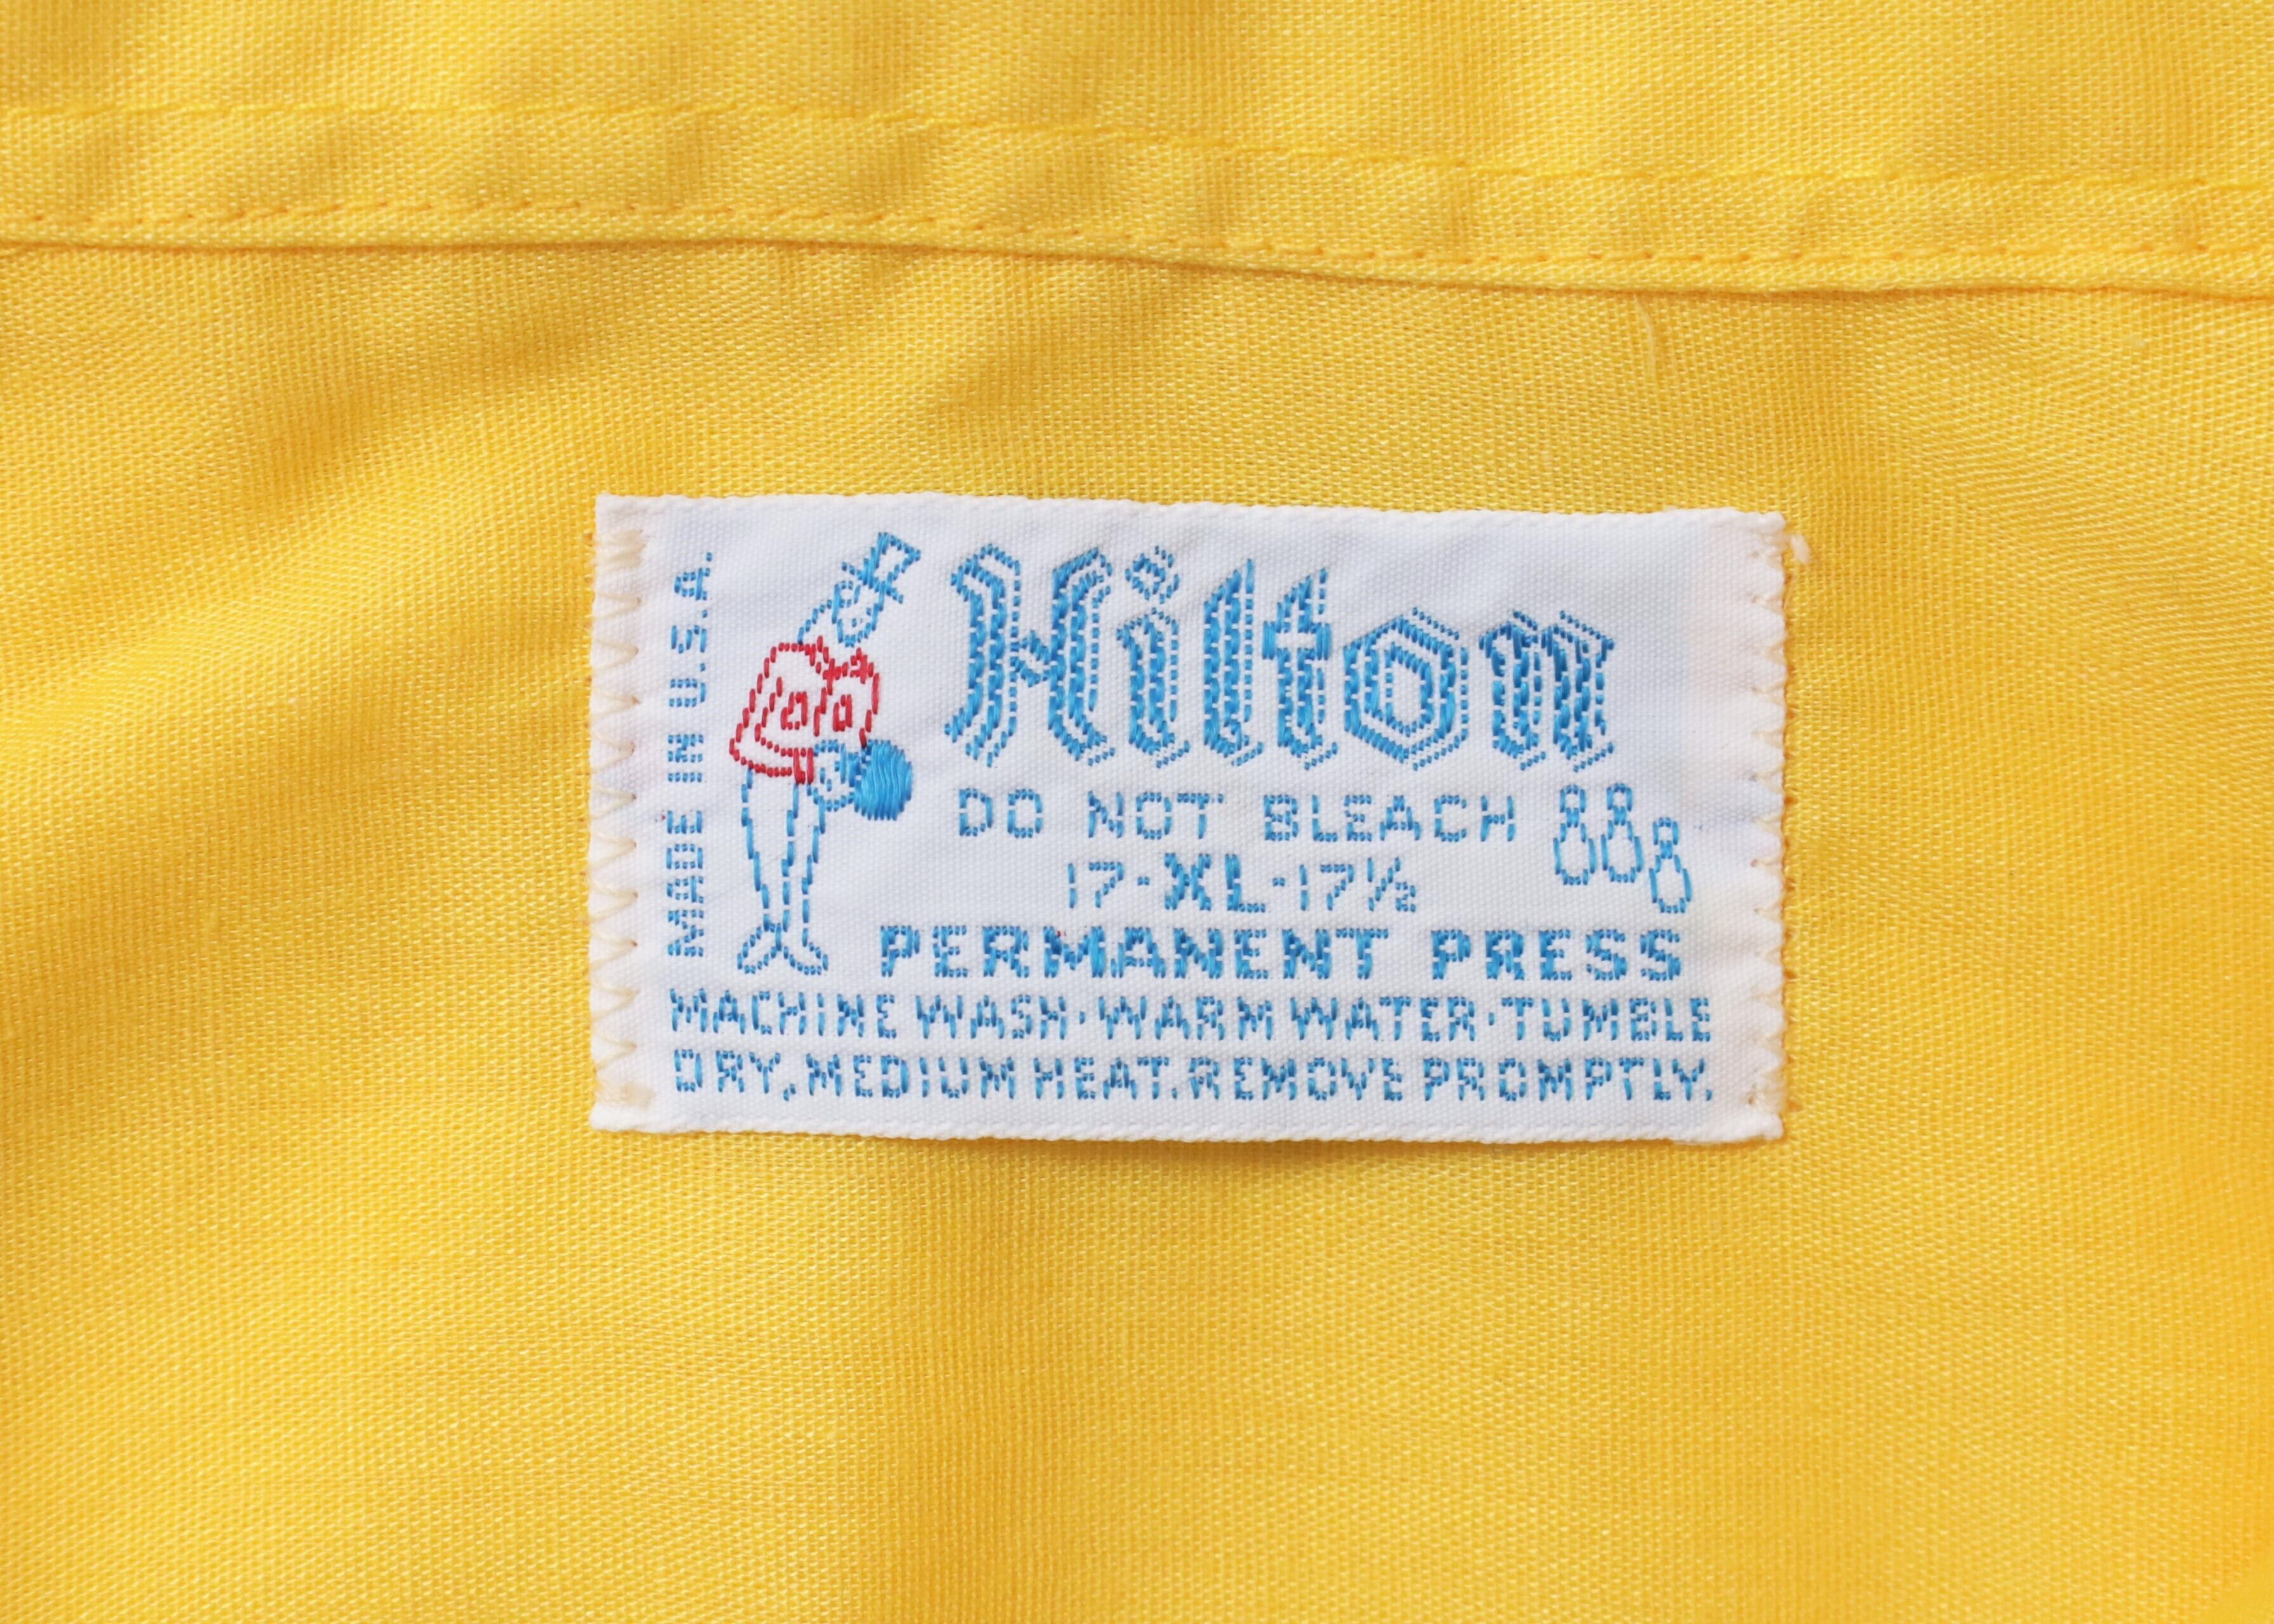 MADE IN U.S.A.
Hilton
DO NOT BLEACH
17-XL-17½
PERMANENT PRESS
MACHINE WASH·WARM WATER·TUMBLE
DRY, MEDIUM HEAT. REMOVE PROMPTLY.